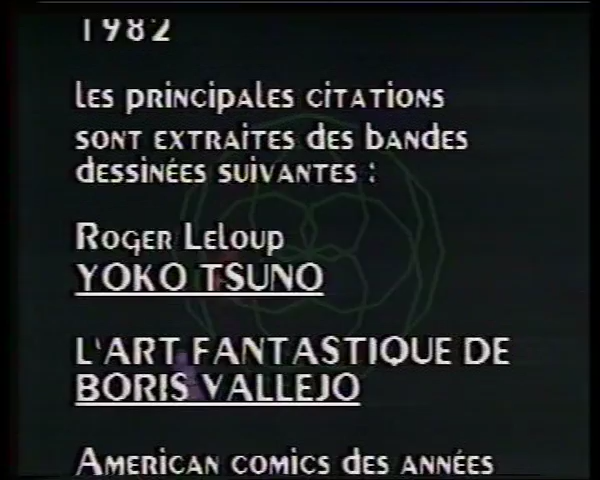 1982
Les principales citations
sont extraites des bandes
dessinées suivantes :
Roger Leloup
YOKO TSUNO
L'ART FANTASTIQUE DE
BORIS VALLEJO
American comics des années